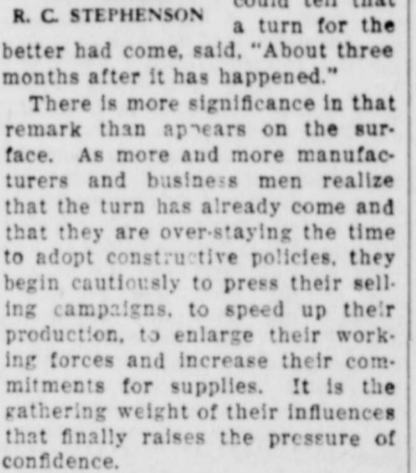 could tell that
R. C. STEPHENSON
a turn for the
better had come, said, "About three
months after it has happened."
There is more significance in that
remark than appears on the sur-
face. As more and more manufac-
turers and business men realize
that the turn has already come and
that they are over-staying the time
to adopt constructive policies, they
begin cautiously to press their sell-
ing campaigns, to speed up their
production, to enlarge their work-
ing forces and increase their com-
mitments for supplies. It is the
gathering weight of their influences
that finally raises the pressure of
confidence.